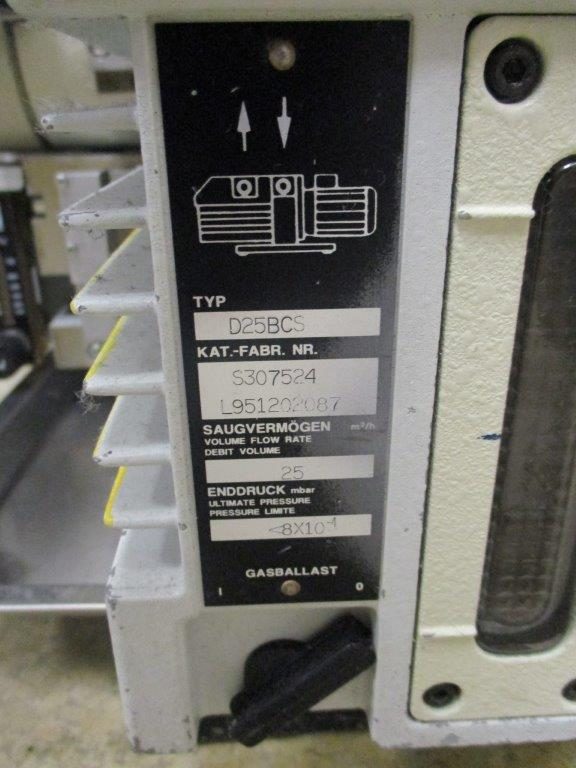 TYP
D25BCS
KAT.-FABR. NR.
S307524
L951202087
SAUGVERMÖGEN m³/h
VOLUME FLOW RATE
DEBIT VOLUME
25
ENDDRUCK mbar
ULTIMATE PRESSURE
PRESSURE LIMITE
<8X10⁻⁴
GASBALLAST
I O